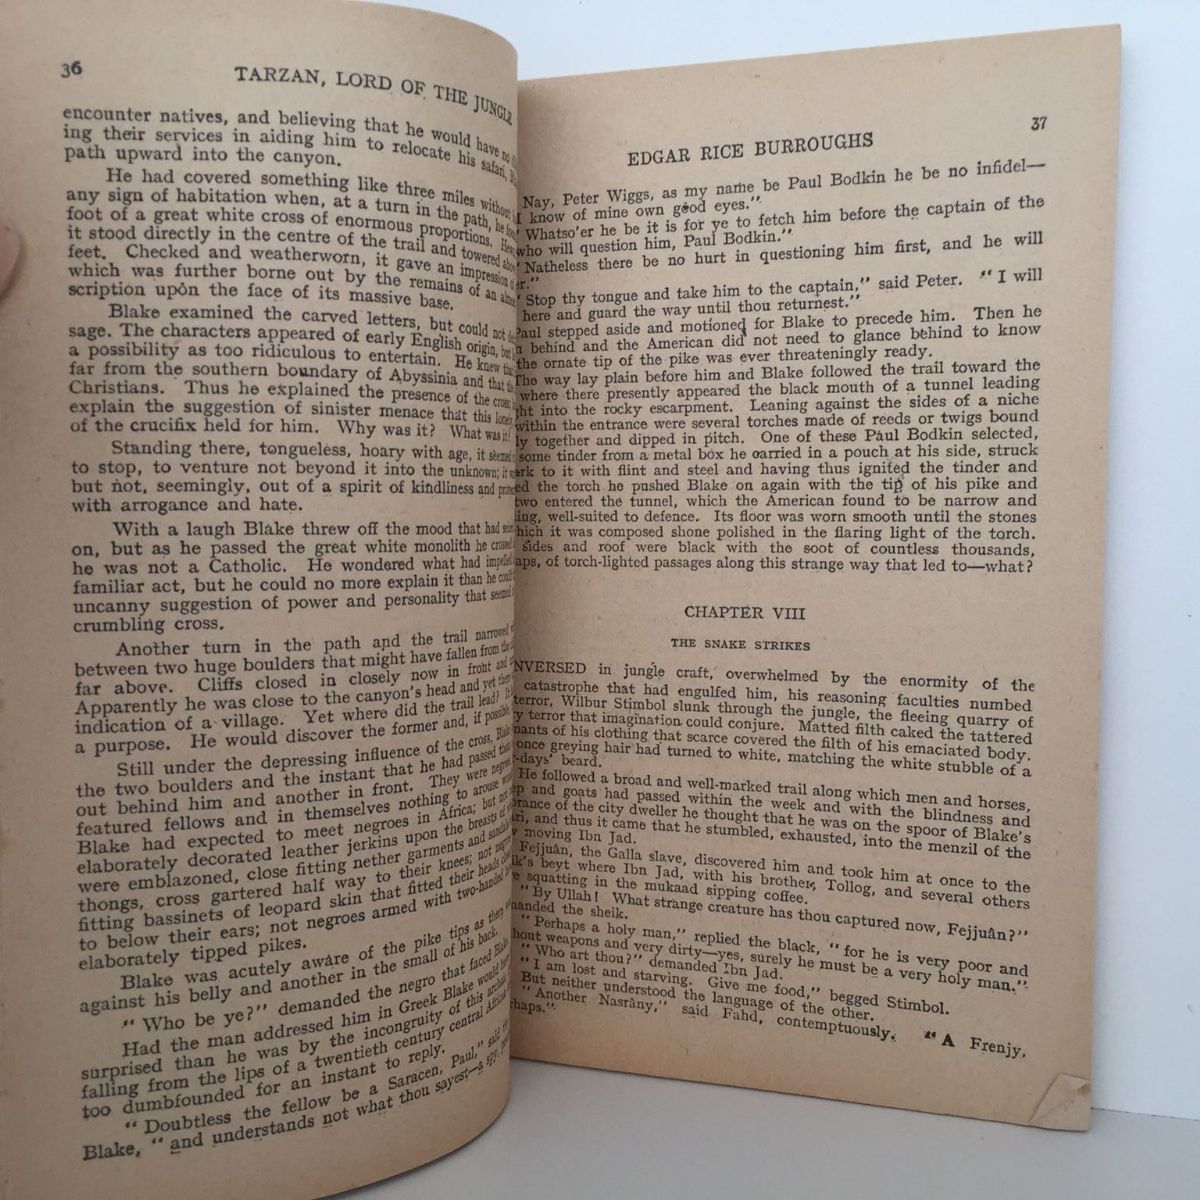 36
TARZAN, LORD OF THE JUNGLE
encounter natives, and believing that he would have no
ing their services in aiding him to relocate his safari,
path upward into the canyon.
He had covered something like three miles without
any sign of habitation when, at a turn in the path, he
foot of a great white cross of enormous proportions.
it stood directly in the centre of the trail and towered
feet. Checked and weatherworn, it gave an impression
which was further borne out by the remains of an
scription upon the face of its massive base.
Blake examined the carved letters, but could not
sage. The characters appeared of early English origin, but
a possibility as too ridiculous to entertain. He knew
far from the southern boundary of Abyssinia and that
Christians. Thus he explained the presence of the cross;
explain the suggestion of sinister menace that this
of the crucifix held for him. Why was it? What was it?
Standing there, tongueless, hoary with age, it seemed
to stop, to venture not beyond it into the unknown; it
but not, seemingly, out of a spirit of kindliness and
with arrogance and hate.
With a laugh Blake threw off the mood that had
on, but as he passed the great white monolith he crossed
he was not a Catholic. He wondered what had impelled
familiar act, but he could no more explain it than he could
uncanny suggestion of power and personality that seemed
crumbling cross.
Another turn in the path and the trail narrowed
between two huge boulders that might have fallen from the
far above. Cliffs closed in closely now in front and
Apparently he was close to the canyon's head and yet
indication of a village. Yet where did the trail lead?
a purpose. He would discover the former and, if possible,
Still under the depressing influence of the cross, Blake
the two boulders and the instant that he had passed
out behind him and another in front. They were negroes
featured fellows and in themselves nothing to arouse
Blake had expected to meet negroes in Africa; but not
elaborately decorated leather jerkins upon the breasts of
were emblazoned, close fitting nether garments and
thongs, cross gartered half way to their knees; not
fitting bassinets of leopard skin that fitted their heads
to below their ears; not negroes armed with two-handed
elaborately tipped pikes.
Blake was acutely aware of the pike tips as there
against his belly and another in the small of his back.
" Who be ye?" demanded the negro that faced Blake
Had the man addressed him in Greek Blake would
surprised than he was by the incongruity of this
falling from the lips of a twentieth century central African
too dumbfounded for an instant to reply.
" Doubtless the fellow be a Saracen, Paul," said
Blake, " and understands not what thou sayest—a spy,
37
EDGAR RICE BURROUGHS
Nay, Peter Wiggs, as my name be Paul Bodkin he be no infidel—
I know of mine own good eyes."
" Whatso'er he be it is for ye to fetch him before the captain of the
who will question him, Paul Bodkin."
" Natheless there be no hurt in questioning him first, and he will
er."
" Stop thy tongue and take him to the captain," said Peter. " I will
here and guard the way until thou returnest."
Paul stepped aside and motioned for Blake to precede him. Then he
n behind and the American did not need to glance behind to know
the ornate tip of the pike was ever threateningly ready.
The way lay plain before him and Blake followed the trail toward the
where there presently appeared the black mouth of a tunnel leading
ht into the rocky escarpment. Leaning against the sides of a niche
within the entrance were several torches made of reeds or twigs bound
ly together and dipped in pitch. One of these Paul Bodkin selected,
some tinder from a metal box he carried in a pouch at his side, struck
ark to it with flint and steel and having thus ignited the tinder and
ed the torch he pushed Blake on again with the tip of his pike and
two entered the tunnel, which the American found to be narrow and
ing, well-suited to defence. Its floor was worn smooth until the stones
hich it was composed shone polished in the flaring light of the torch.
sides and roof were black with the soot of countless thousands,
aps, of torch-lighted passages along this strange way that led to—what?
CHAPTER VIII
THE SNAKE STRIKES
NVERSED in jungle craft, overwhelmed by the enormity of the
catastrophe that had engulfed him, his reasoning faculties numbed
terror, Wilbur Stimbol slunk through the jungle, the fleeing quarry of
y terror that imagination could conjure. Matted filth caked the tattered
nants of his clothing that scarce covered the filth of his emaciated body.
once greying hair had turned to white, matching the white stubble of a
-days' beard.
He followed a broad and well-marked trail along which men and horses,
p and goats had passed within the week and with the blindness and
orance of the city dweller he thought that he was on the spoor of Blake's
ri, and thus it came that he stumbled, exhausted, into the menzil of the
moving Ibn Jad.
Fejjuân, the Galla slave, discovered him and took him at once to the
ik's beyt where Ibn Jad, with his brother, Tollog, and several others
e squatting in the mukaad sipping coffee.
" By Ullah! What strange creature has thou captured now, Fejjuân?"
manded the sheik.
" Perhaps a holy man," replied the black, " for he is very poor and
hout weapons and very dirty—yes, surely he must be a very holy man."
" Who art thou?" demanded Ibn Jad.
" I am lost and starving. Give me food," begged Stimbol.
But neither understood the language of the other.
" Another Nasrâny," said Fahd, contemptuously. " A Frenjy,
rhaps."